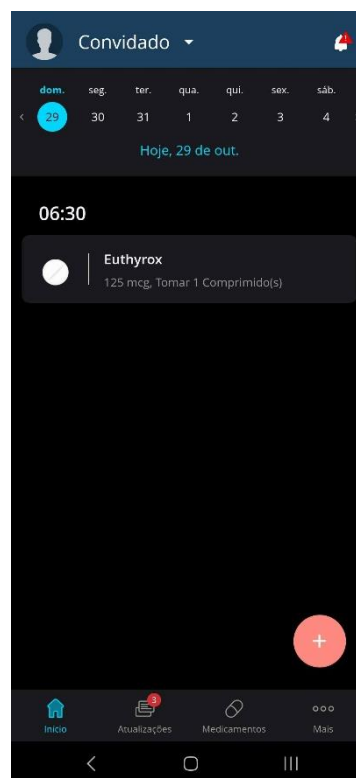 Convidado
dom. seg. ter. qua. qui. sex. sáb.
29 30 31 1 2 3 4
Hoje, 29 de out.
06:30
Euthyrox
125 mcg, Tomar 1 Comprimido(s)
+
3
Início Atualizações Medicamentos Mais